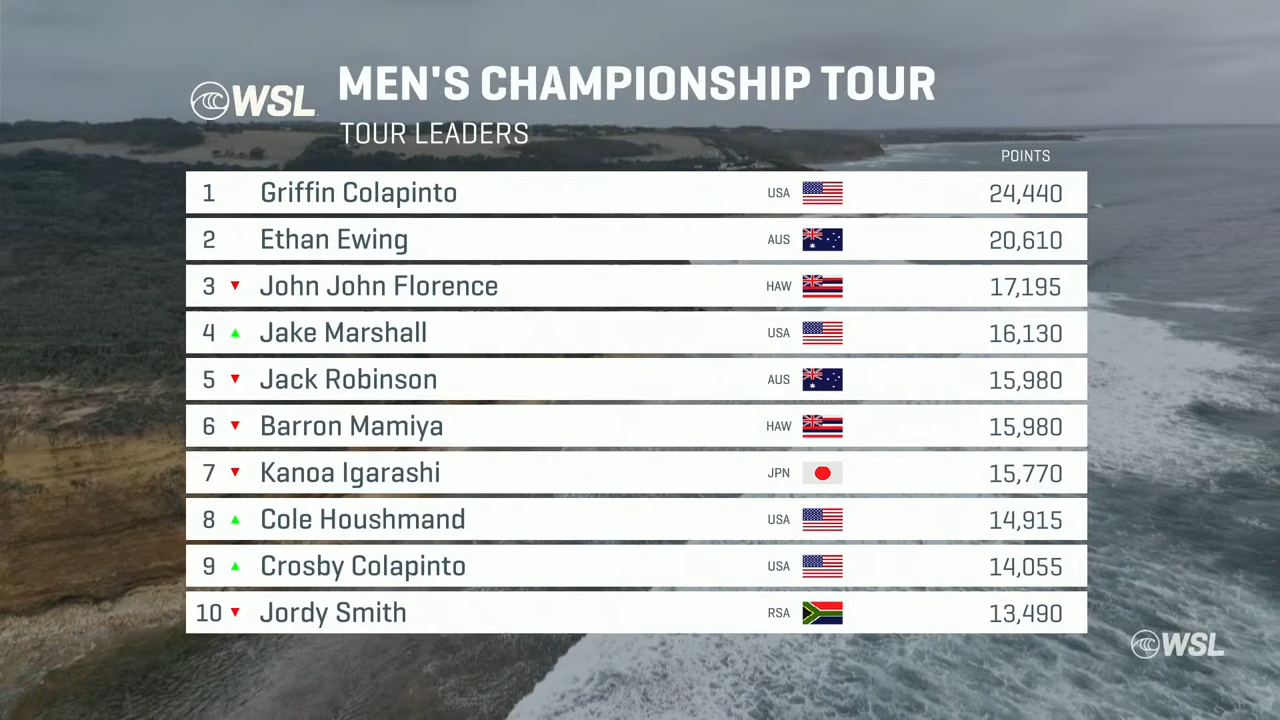 WSL
MEN'S CHAMPIONSHIP TOUR
TOUR LEADERS
POINTS
1 Griffin Colapinto USA 24,440
2 Ethan Ewing AUS 20,610
3 John John Florence HAW 17,195
4 Jake Marshall USA 16,130
5 Jack Robinson AUS 15,980
6 Barron Mamiya HAW 15,980
7 Kanoa Igarashi JPN 15,770
8 Cole Houshmand USA 14,915
9 Crosby Colapinto USA 14,055
10 Jordy Smith RSA 13,490
WSL